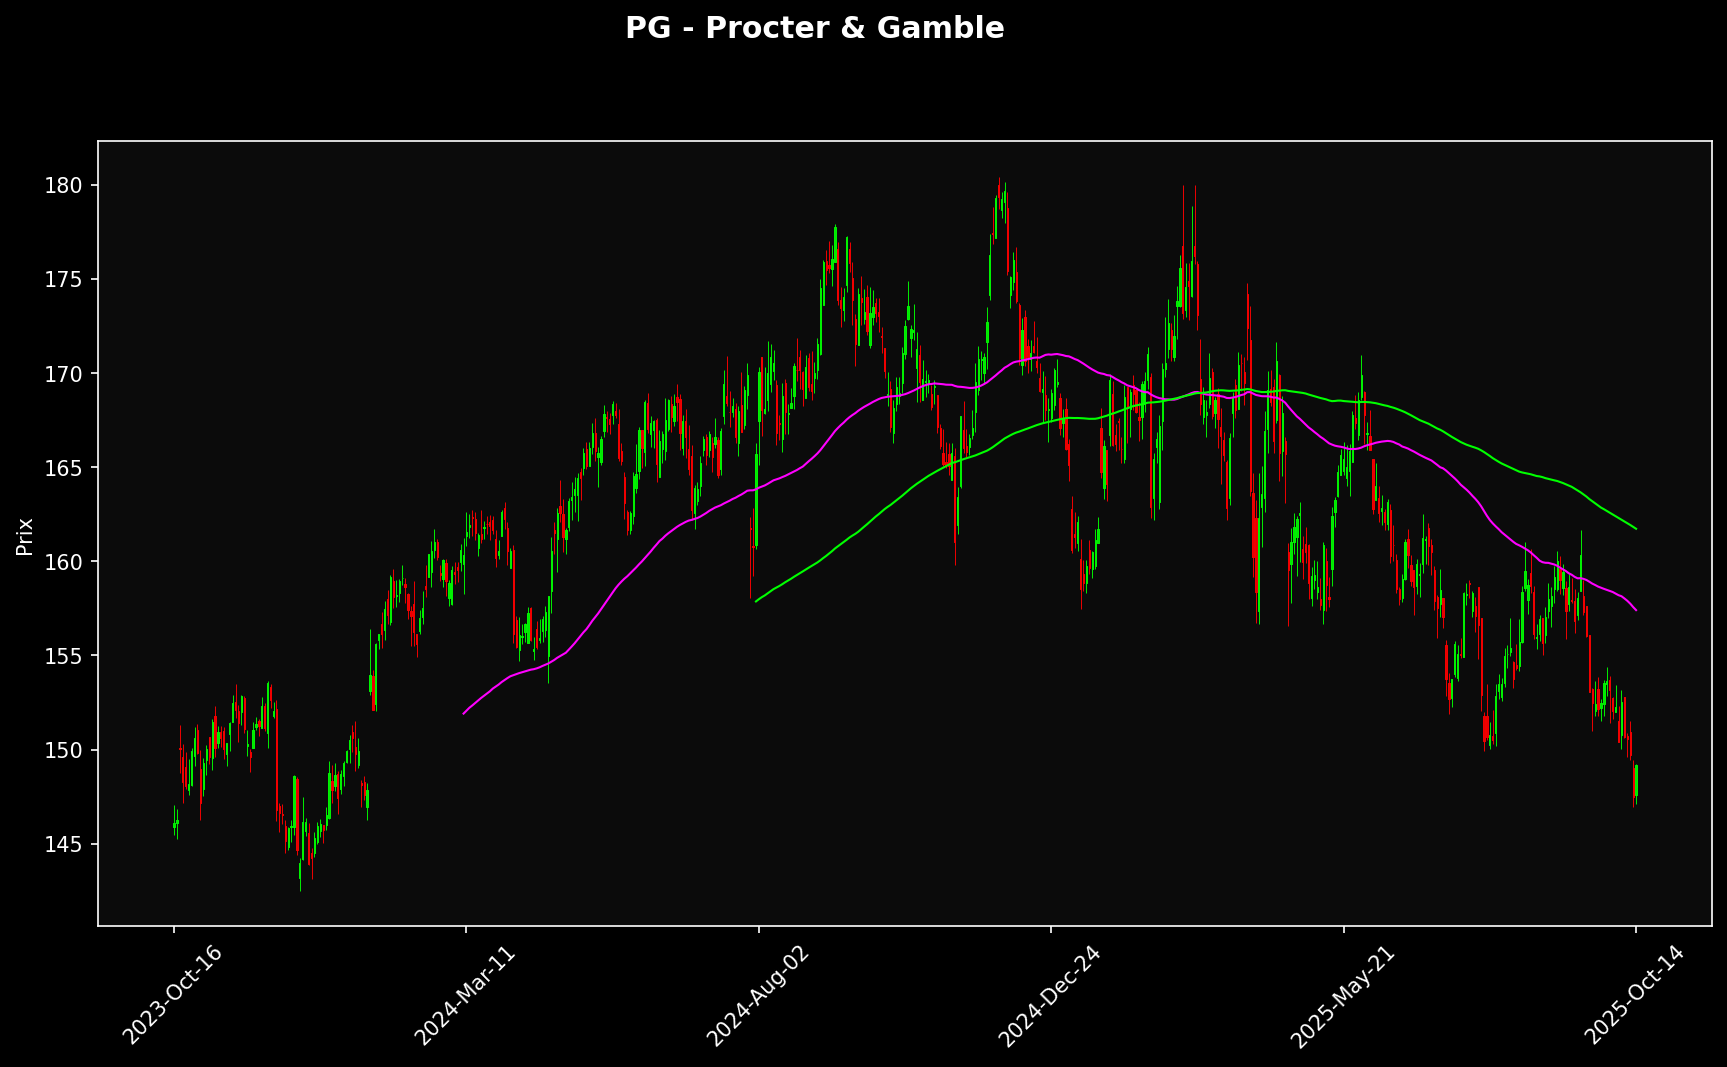 PG - Procter & Gamble
Prix
180
175
170
165
160
155
150
145
2023-Oct-16
2024-Mar-11
2024-Aug-02
2024-Dec-24
2025-May-21
2025-Oct-14